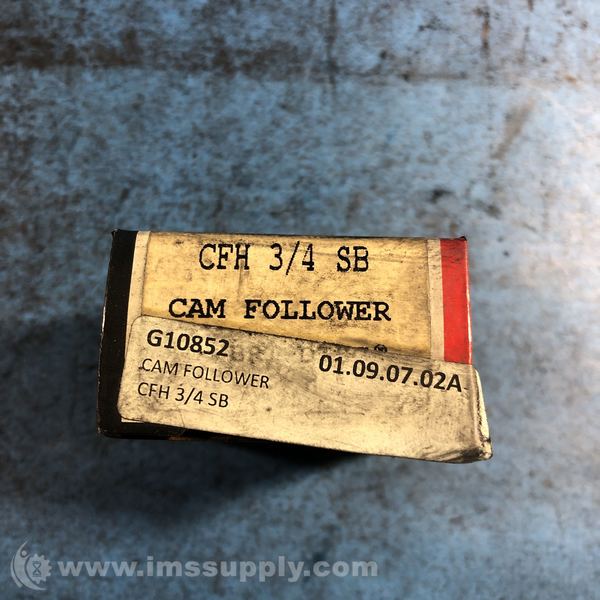 CFH 3/4 SB
CAM FOLLOWER
G10852
01.09.07.02A
CAM FOLLOWER
CFH 3/4 SB
www.imssupply.com